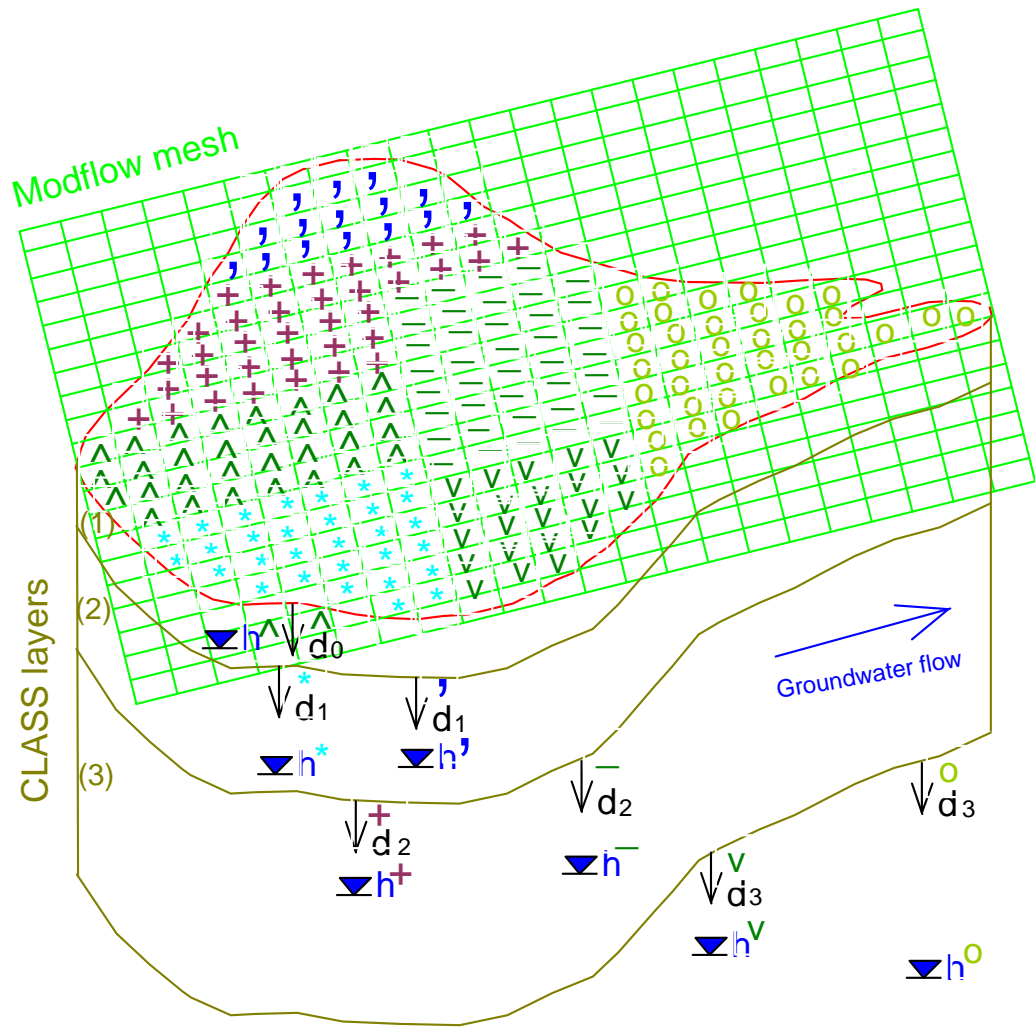 Modflow mesh
CLASS layers
(1)
(2)
(3)
h^
^
d0
*
d1
,
d1
h*
h,
+
d2
h+
−
d2
h−
v
d3
hv
o
d3
ho
Groundwater flow